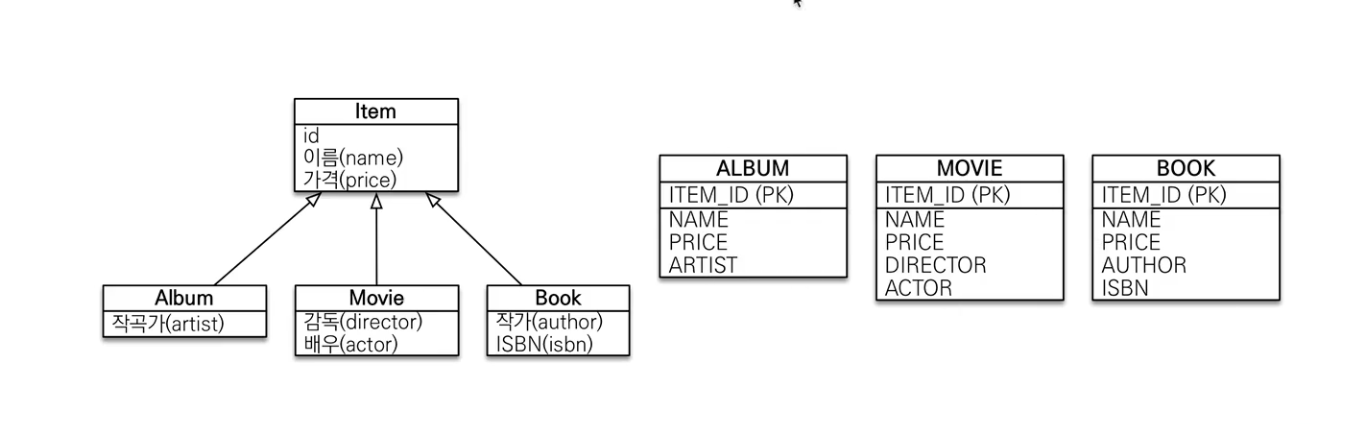 Item
id
이름(name)
가격(price)
Album
작곡가(artist)
Movie
감독(director)
배우(actor)
Book
작가(author)
ISBN(isbn)
ALBUM
ITEM_ID (PK)
NAME
PRICE
ARTIST
MOVIE
ITEM_ID (PK)
NAME
PRICE
DIRECTOR
ACTOR
BOOK
ITEM_ID (PK)
NAME
PRICE
AUTHOR
ISBN